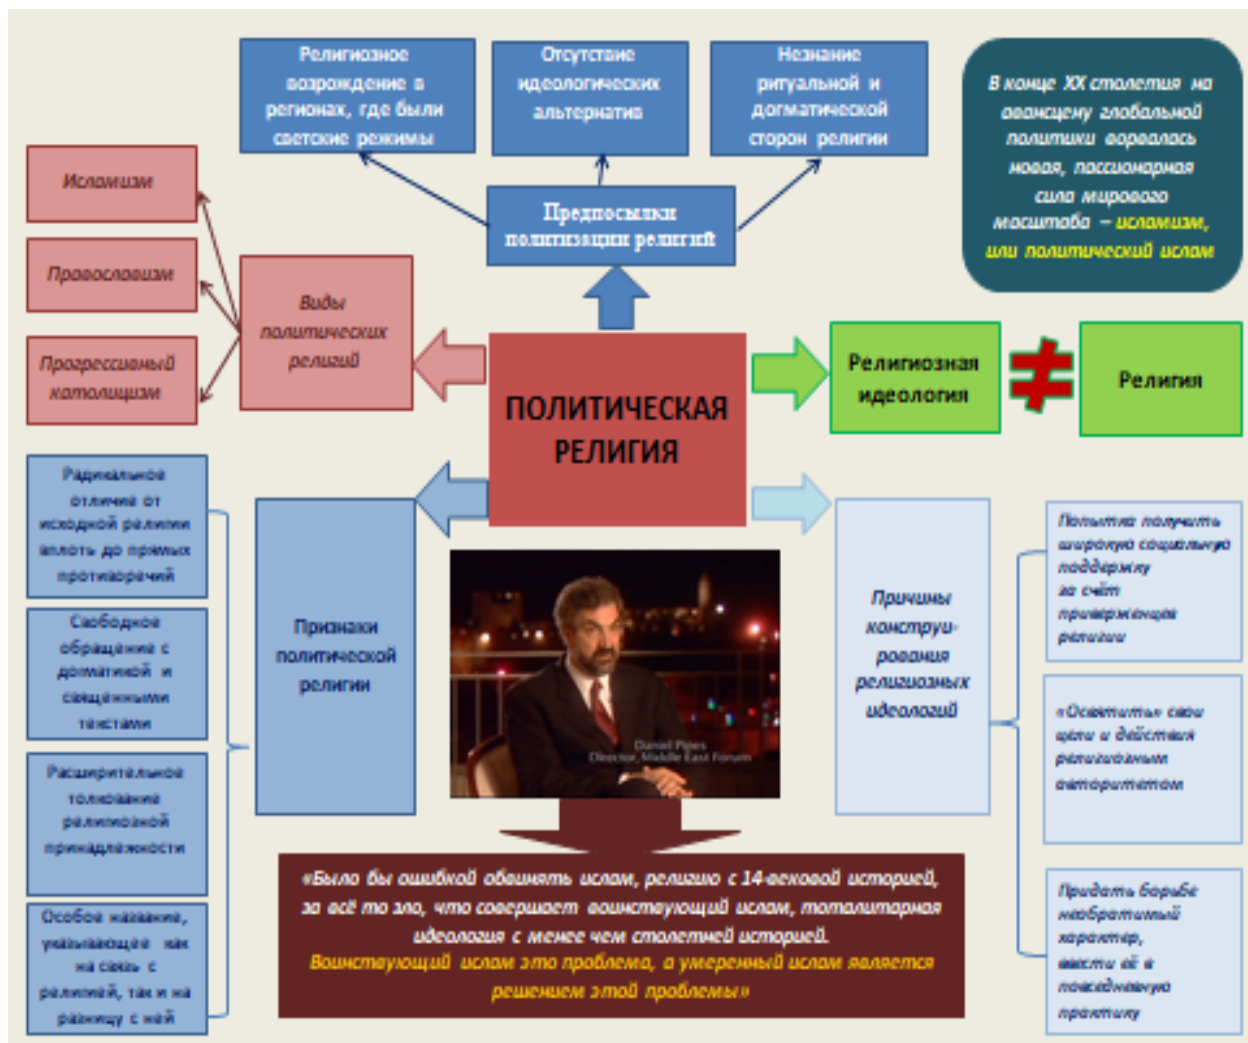 Религиозное
возрождение в
регионах, где были
светские режимы
Отсутствие
идеологических
альтернатив
Незнание
ритуальной и
догматической
сторон религии
В конце XX столетия на
авансцену глобальной
политики ворвалась
новая, пассионарная
сила мирового
масштаба – исламизм,
или политический ислам
Предпосылки
политизации религий
Исламизм
Православизм
Прогрессивный
католицизм
Виды
политических
религий
ПОЛИТИЧЕСКАЯ
РЕЛИГИЯ
Религиозная
идеология
≠
Религия
Радикальное
отличие от
исходной религии
вплоть до прямых
противоречий
Свободное
обращение с
догматикой и
священными
текстами
Расширительное
толкование
религиозной
принадлежности
Особое название,
указывающее как
на связь с
религией, так и на
разницу с ней
Признаки
политической
религии
Daniel Pipes
Director, Middle East Forum
Причины
конструи-
рования
религиозных
идеологий
Попытка получить
широкую социальную
поддержку
за счёт
приверженцев
религии
«Освятить» свои
цели и действия
религиозным
авторитетом
Придать борьбе
необратимый
характер,
ввести её в
повседневную
практику
«Было бы ошибкой обвинять ислам, религию с 14-вековой историей,
за всё то зло, что совершает воинствующий ислам, тоталитарная
идеология с менее чем столетней историей.
Воинствующий ислам это проблема, а умеренный ислам является
решением этой проблемы»